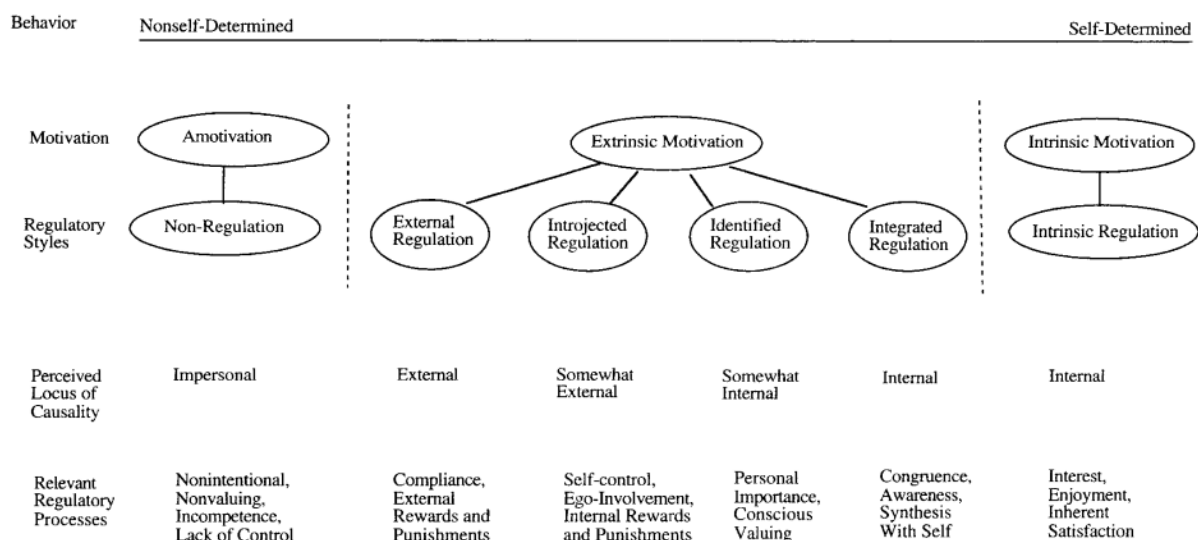 Behavior
Nonself-Determined
Self-Determined
Motivation
Amotivation
Extrinsic Motivation
Intrinsic Motivation
Regulatory
Styles
Non-Regulation
External
Regulation
Introjected
Regulation
Identified
Regulation
Integrated
Regulation
Intrinsic Regulation
Perceived
Locus of
Causality
Impersonal
External
Somewhat
External
Somewhat
Internal
Internal
Internal
Relevant
Regulatory
Processes
Nonintentional,
Nonvaluing,
Incompetence,
Lack of Control
Compliance,
External
Rewards and
Punishments
Self-control,
Ego-Involvement,
Internal Rewards
and Punishments
Personal
Importance,
Conscious
Valuing
Congruence,
Awareness,
Synthesis
With Self
Interest,
Enjoyment,
Inherent
Satisfaction